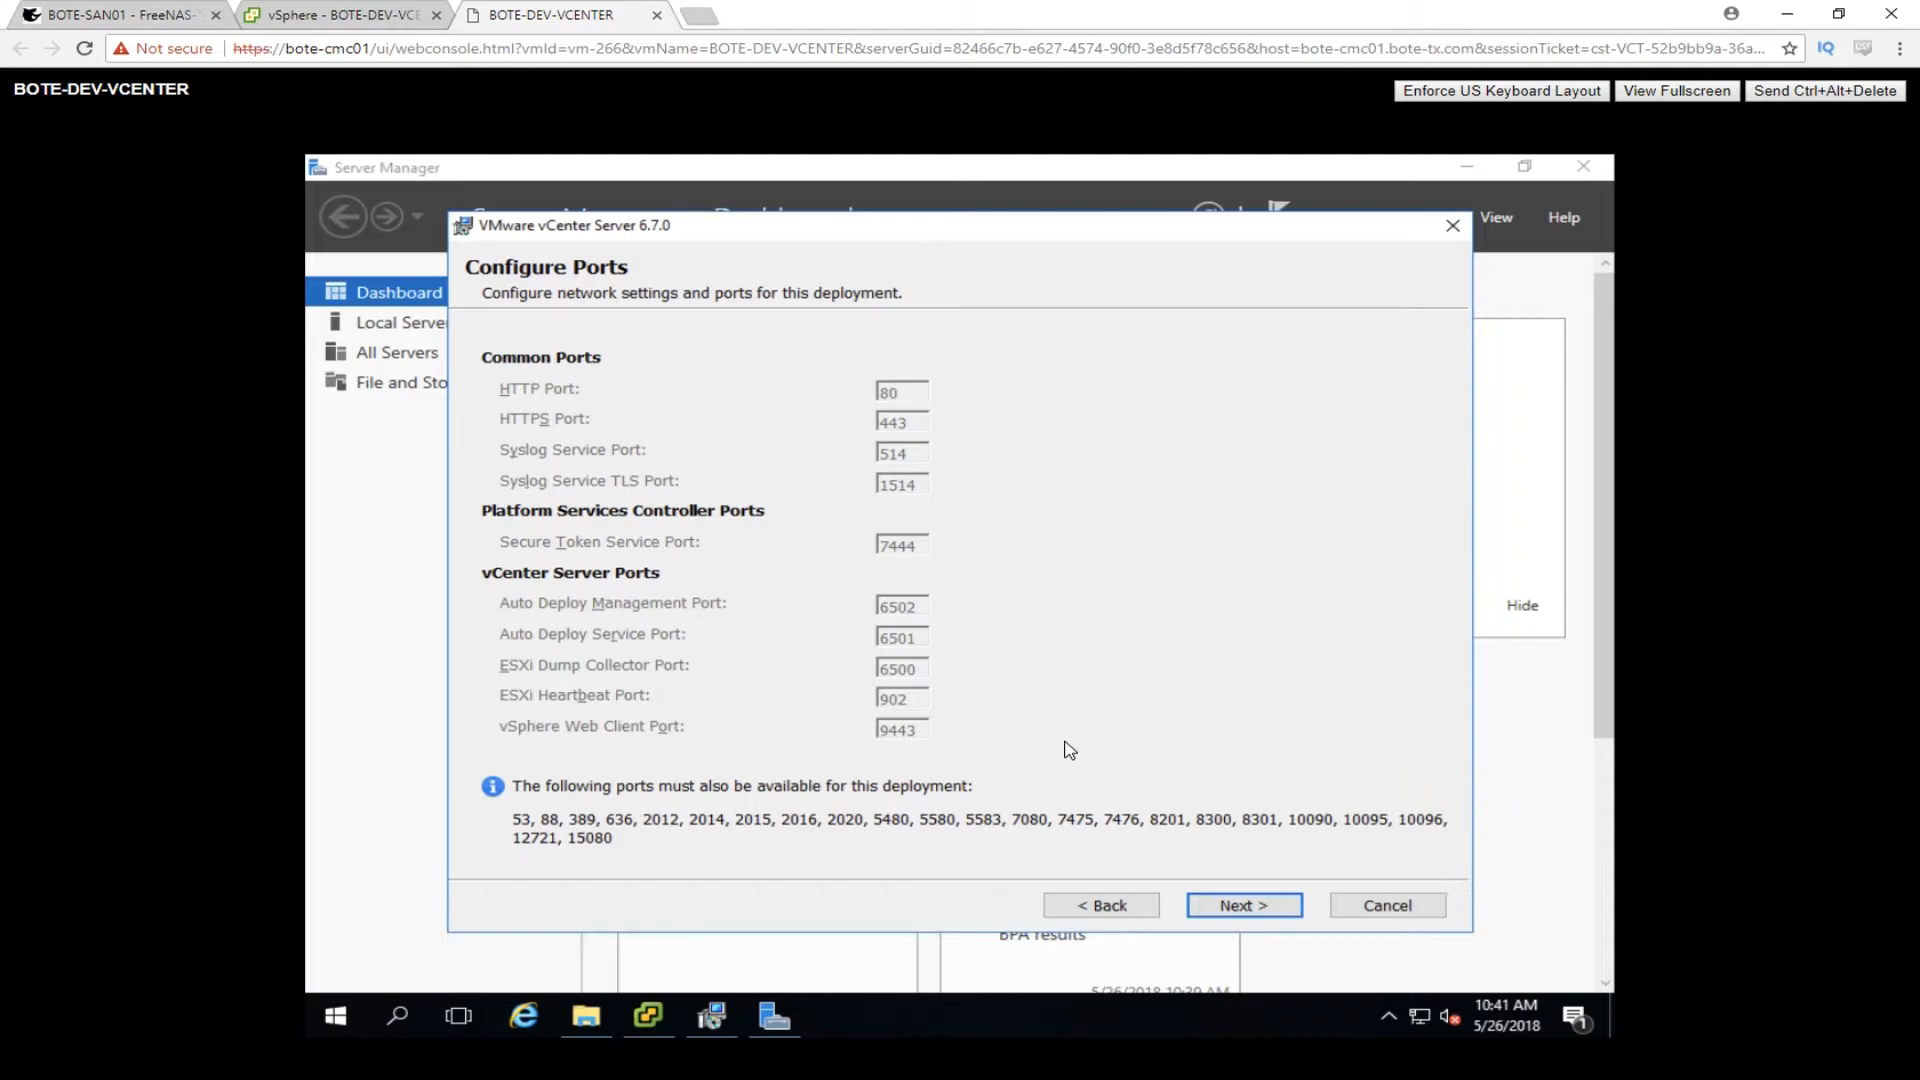 BOTE-SAN01 - FreeNAS-
vSphere - BOTE-DEV-VCE
BOTE-DEV-VCENTER
Not secure
https://bote-cmc01/ui/webconsole.html?vmId=vm-266&vmName=BOTE-DEV-VCENTER&serverGuid=82466c7b-e627-4574-90f0-3e8d5f78c656&host=bote-cmc01.bote-tx.com&sessionTicket=cst-VCT-52b9bb9a-36a...
IQ
BOTE-DEV-VCENTER
Enforce US Keyboard Layout
View Fullscreen
Send Ctrl+Alt+Delete
Server Manager
View
Help
VMware vCenter Server 6.7.0
Configure Ports
Configure network settings and ports for this deployment.
Dashboard
Local Serve
All Servers
File and Sto
Common Ports
HTTP Port: 80
HTTPS Port: 443
Syslog Service Port: 514
Syslog Service TLS Port: 1514
Platform Services Controller Ports
Secure Token Service Port: 7444
vCenter Server Ports
Auto Deploy Management Port: 6502
Auto Deploy Service Port: 6501
ESXi Dump Collector Port: 6500
ESXi Heartbeat Port: 902
vSphere Web Client Port: 9443
Hide
The following ports must also be available for this deployment:
53, 88, 389, 636, 2012, 2014, 2015, 2016, 2020, 5480, 5580, 5583, 7080, 7475, 7476, 8201, 8300, 8301, 10090, 10095, 10096,
12721, 15080
< Back
Next >
Cancel
BPA results
5/26/2018 10:39 AM
10:41 AM
5/26/2018
1